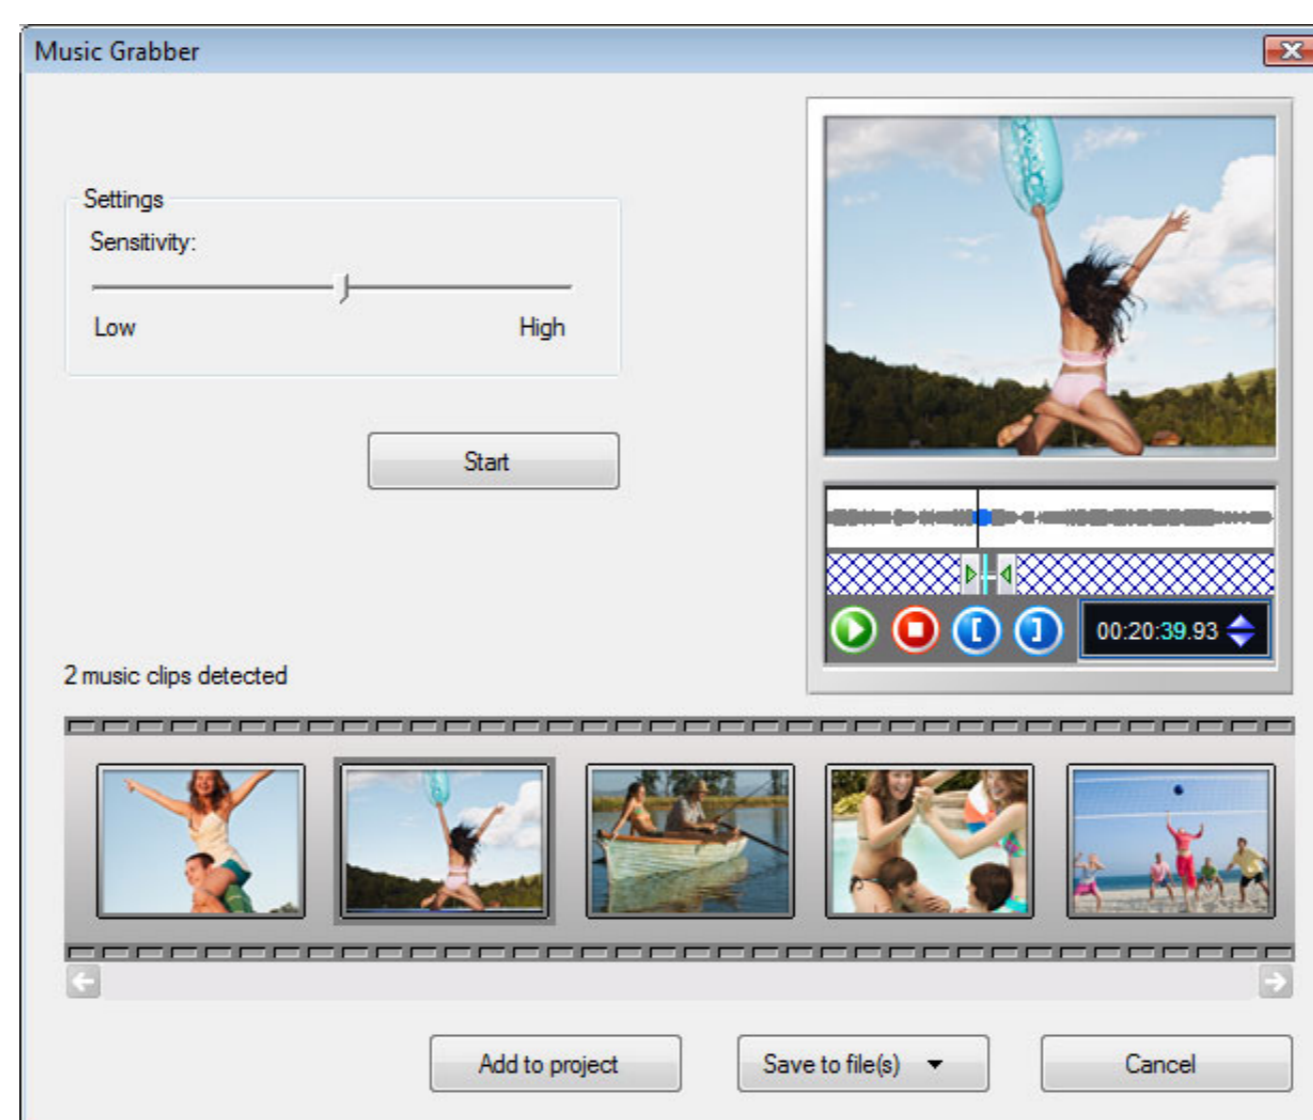 Music Grabber
Settings
Sensitivity:
Low High
Start
00:20:39.93
2 music clips detected
Add to project Save to file(s) Cancel